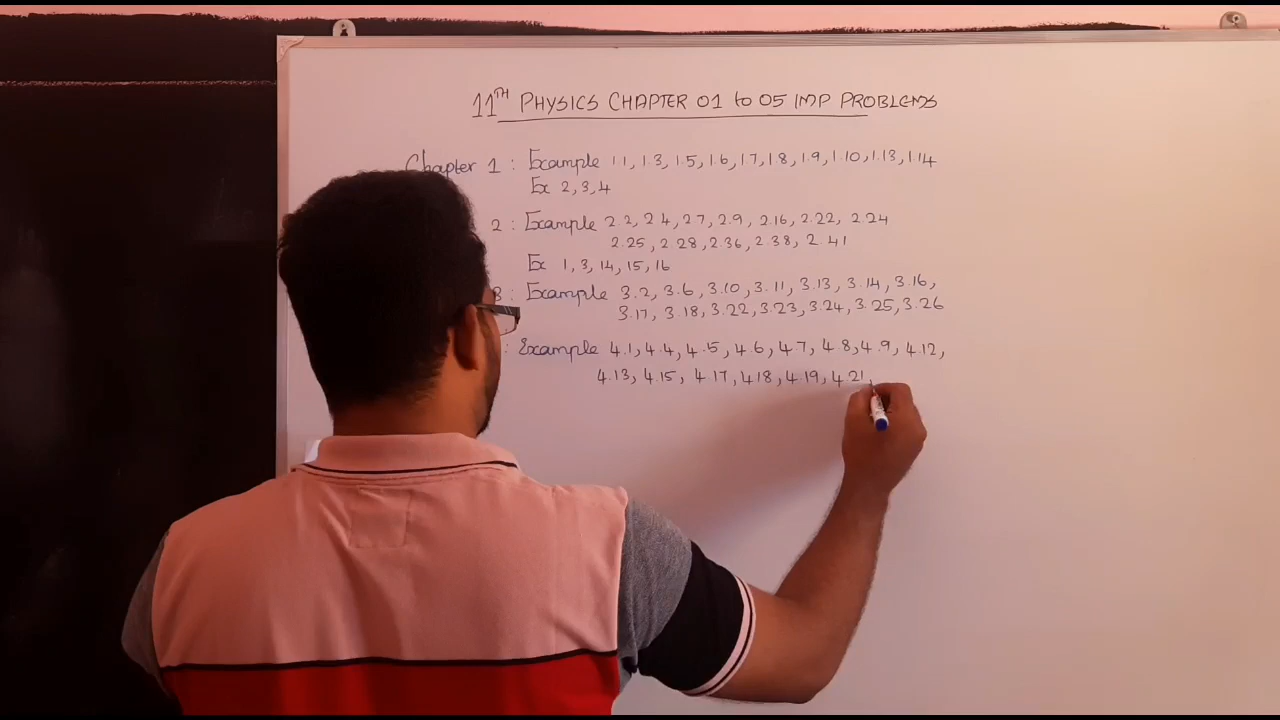 11TH PHYSICS CHAPTER 01 to 05 IMP PROBLEMS
Chapter 1 : Example 1.1, 1.3, 1.5, 1.6, 1.7, 1.8, 1.9, 1.10, 1.13, 1.14
Ex 2, 3, 4
2 : Example 2.2, 2.4, 2.7, 2.9, 2.16, 2.22, 2.24
2.25, 2.28, 2.36, 2.38, 2.41
Ex 1, 3, 14, 15, 16
3 : Example 3.2, 3.6, 3.10, 3.11, 3.13, 3.14, 3.16,
3.17, 3.18, 3.22, 3.23, 3.24, 3.25, 3.26
: Example 4.1, 4.4, 4.5, 4.6, 4.7, 4.8, 4.9, 4.12,
4.13, 4.15, 4.17, 4.18, 4.19, 4.21,